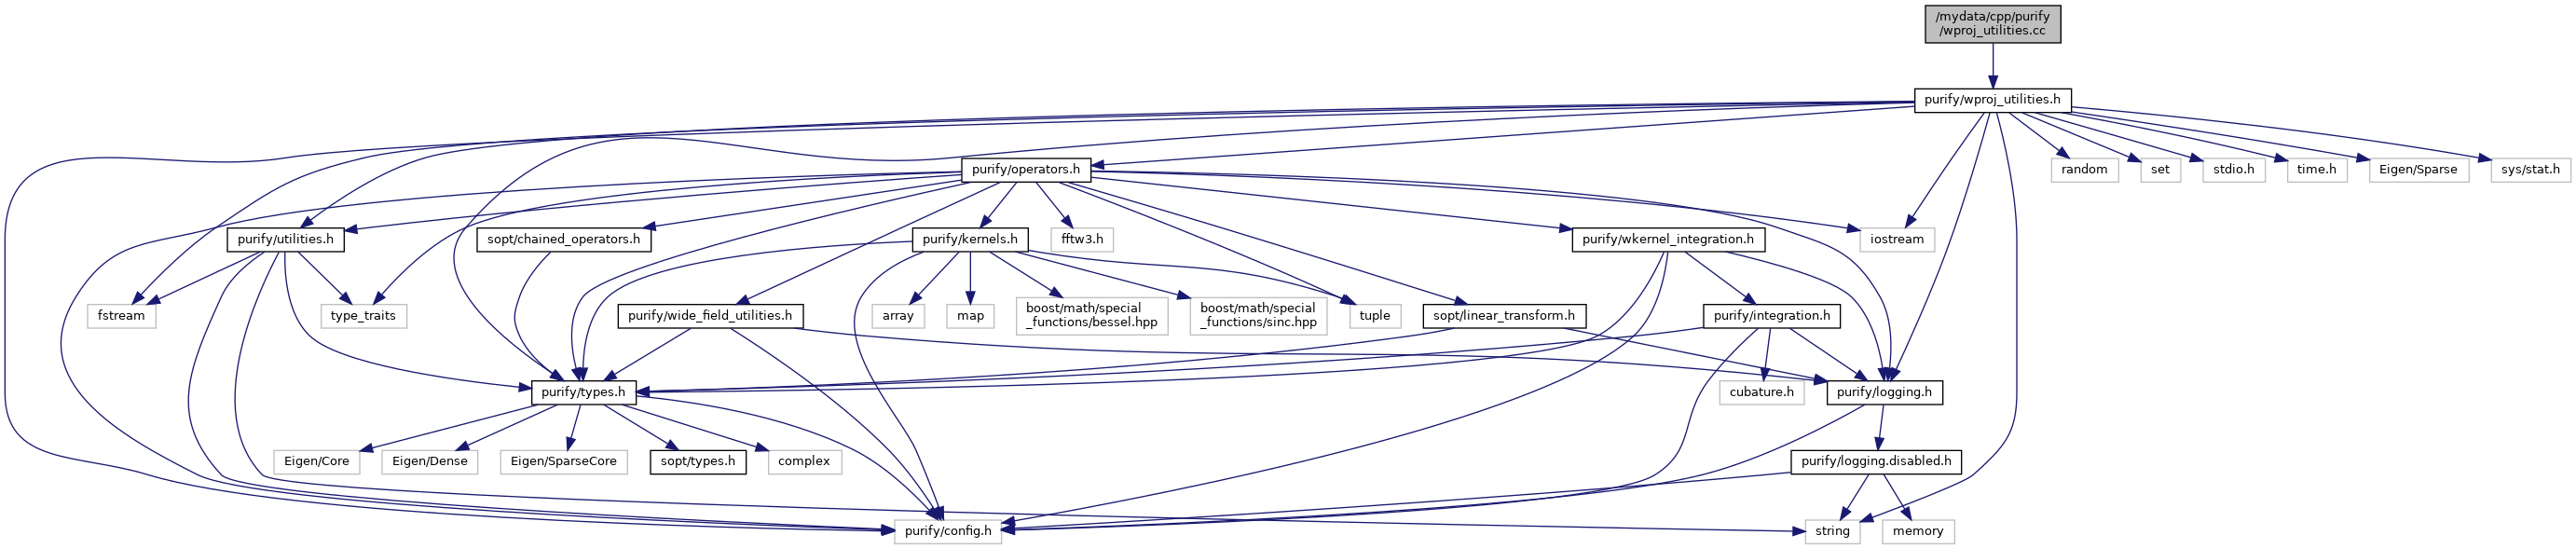 /mydata/cpp/purify
/wproj_utilities.cc
purify/wproj_utilities.h
purify/operators.h
random
set
stdio.h
time.h
Eigen/Sparse
sys/stat.h
purify/utilities.h
sopt/chained_operators.h
purify/kernels.h
fftw3.h
purify/wkernel_integration.h
iostream
fstream
type_traits
purify/wide_field_utilities.h
array
map
boost/math/special
_functions/bessel.hpp
boost/math/special
_functions/sinc.hpp
tuple
sopt/linear_transform.h
purify/integration.h
purify/types.h
cubature.h
purify/logging.h
Eigen/Core
Eigen/Dense
Eigen/SparseCore
sopt/types.h
complex
purify/logging.disabled.h
purify/config.h
string
memory